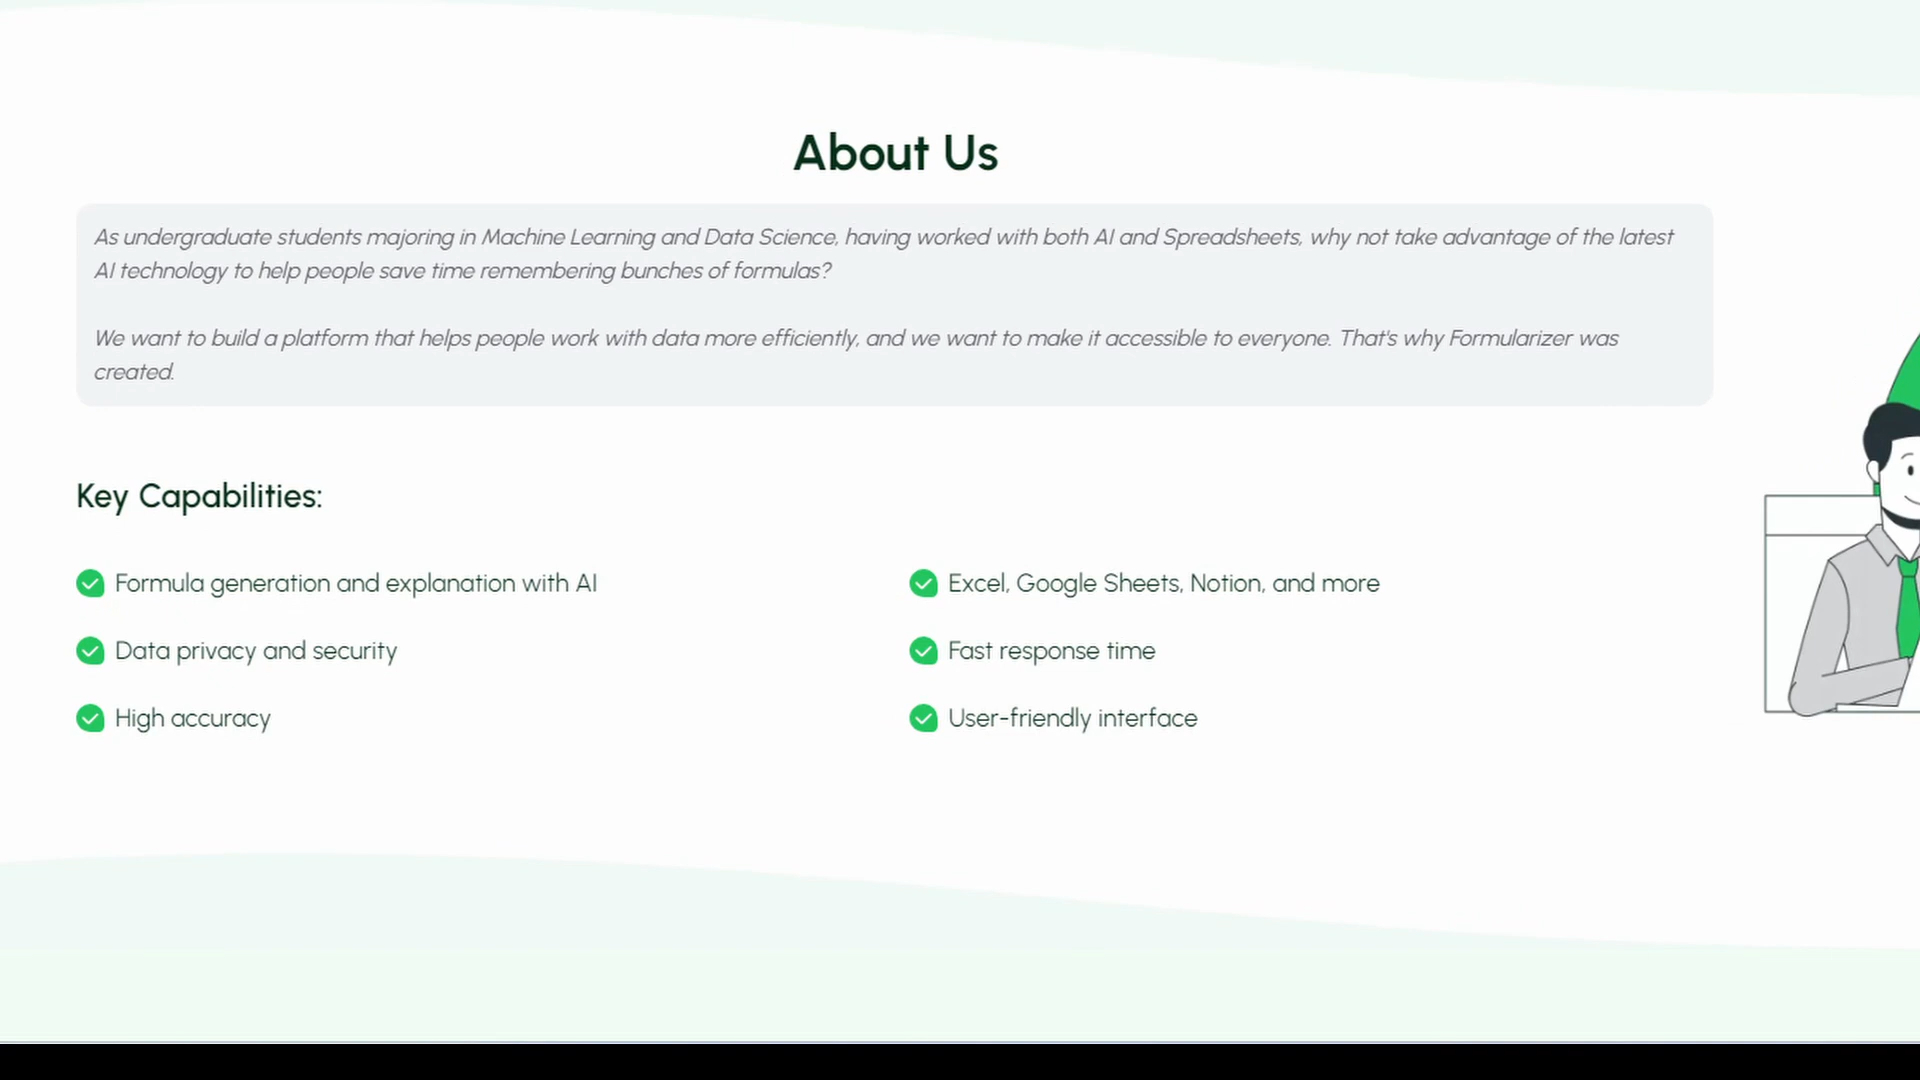 About Us
As undergraduate students majoring in Machine Learning and Data Science, having worked with both AI and Spreadsheets, why not take advantage of the latest
AI technology to help people save time remembering bunches of formulas?
We want to build a platform that helps people work with data more efficiently, and we want to make it accessible to everyone. That's why Formularizer was
created.
Key Capabilities:
Formula generation and explanation with AI
Excel, Google Sheets, Notion, and more
Data privacy and security
Fast response time
High accuracy
User-friendly interface